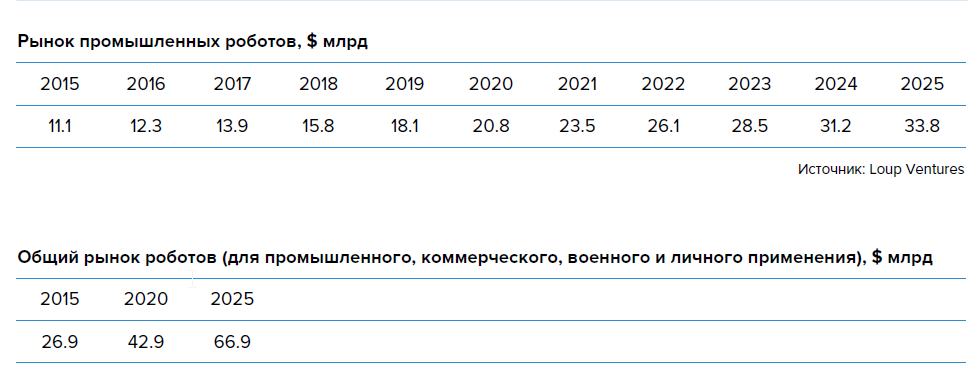 Рынок промышленных роботов, $ млрд
2015 2016 2017 2018 2019 2020 2021 2022 2023 2024 2025
11.1 12.3 13.9 15.8 18.1 20.8 23.5 26.1 28.5 31.2 33.8
Источник: Loup Ventures
Общий рынок роботов (для промышленного, коммерческого, военного и личного применения), $ млрд
2015 2020 2025
26.9 42.9 66.9